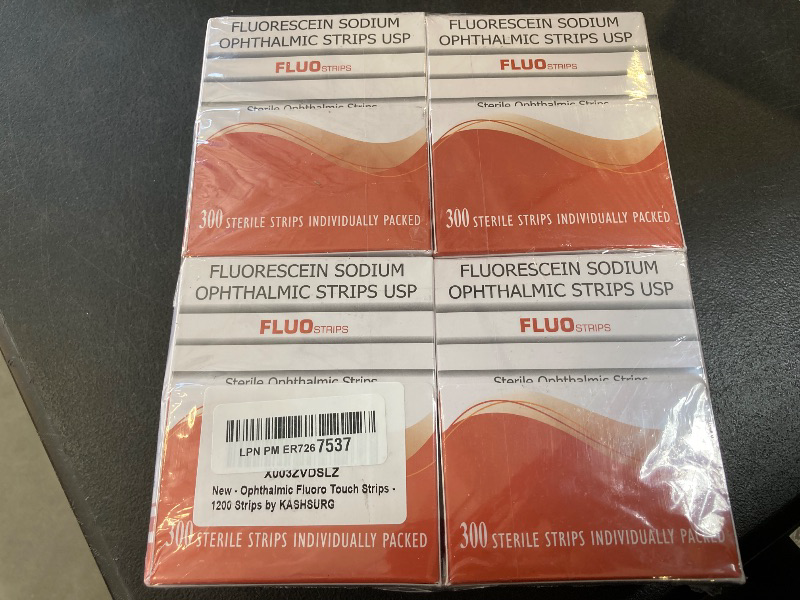 FLUORESCEIN SODIUM
OPHTHALMIC STRIPS USP
FLUO STRIPS
Sterile Ophthalmic Strips
300 STERILE STRIPS INDIVIDUALLY PACKED
FLUORESCEIN SODIUM
OPHTHALMIC STRIPS USP
FLUO STRIPS
Sterile Ophthalmic Strips
300 STERILE STRIPS INDIVIDUALLY PACKED
FLUORESCEIN SODIUM
OPHTHALMIC STRIPS USP
FLUO STRIPS
Sterile Ophthalmic Strips
LPN PM ER726 7537
X003ZVDSLZ
New - Ophthalmic Fluoro Touch Strips -
1200 Strips by KASHSURG
300 STERILE STRIPS INDIVIDUALLY PACKED
FLUORESCEIN SODIUM
OPHTHALMIC STRIPS USP
FLUO STRIPS
Sterile Ophthalmic Strips
300 STERILE STRIPS INDIVIDUALLY PACKED